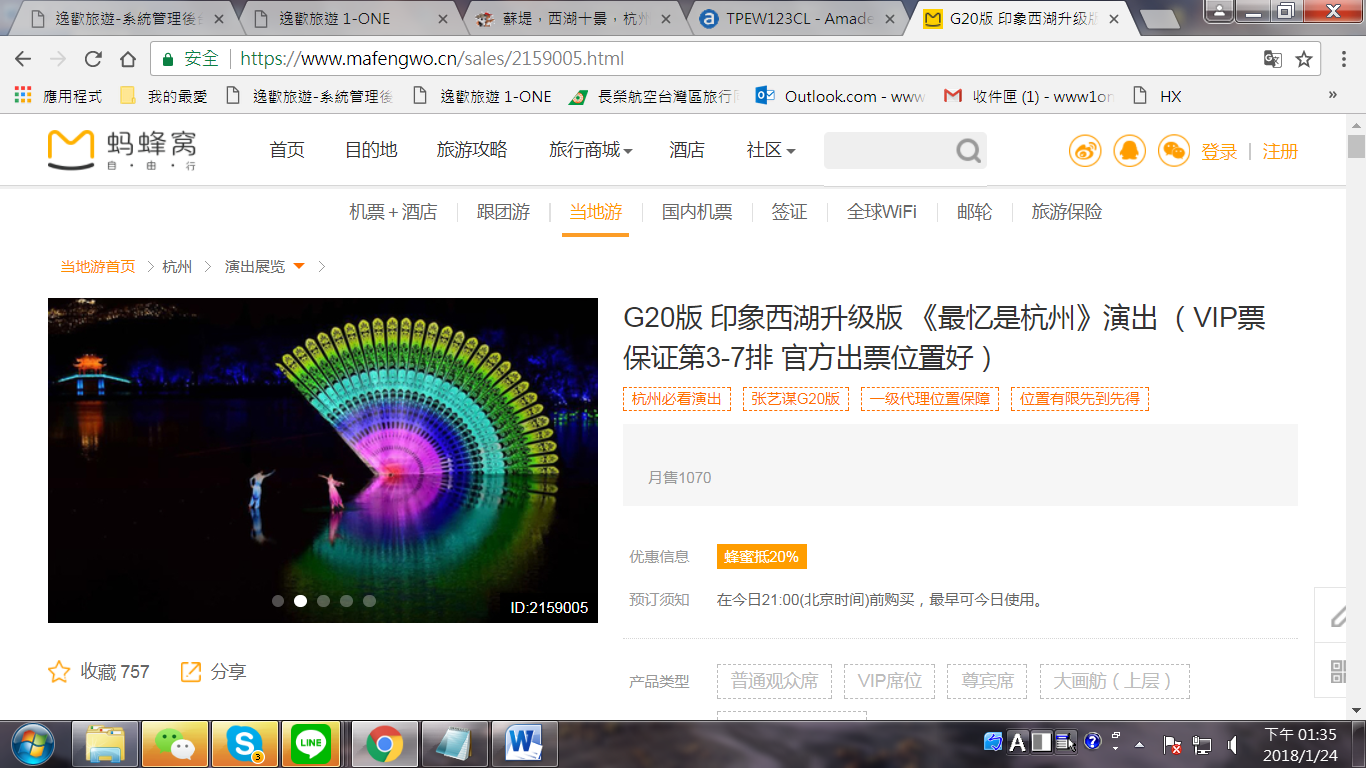 逸歡旅遊-系統管理後
逸歡旅遊 1-ONE
蘇堤，西湖十景，杭州
TPEW123CL - Amade
G20版 印象西湖升级版
安全
https://www.mafengwo.cn/sales/2159005.html
應用程式
我的最愛
逸歡旅遊-系統管理後
逸歡旅遊 1-ONE
長榮航空台灣區旅行
Outlook.com - www
收件匣 (1) - www1on
HX
»
蚂蜂窝
自·由·行
首页
目的地
旅游攻略
旅行商城
酒店
社区
登录 | 注册
机票＋酒店
跟团游
当地游
国内机票
签证
全球WiFi
邮轮
旅游保险
当地游首页
杭州
演出展览
G20版 印象西湖升级版 《最忆是杭州》演出 （ VIP票
保证第3-7排 官方出票位置好 ）
杭州必看演出
张艺谋G20版
一级代理位置保障
位置有限先到先得
月售1070
优惠信息
蜂蜜抵20%
预订须知
在今日21:00(北京时间)前购买，最早可今日使用。
ID:2159005
收藏 757
分享
产品类型
普通观众席
VIP席位
尊宾席
大画舫（上层）
3
LINE
A
下午 01:35
2018/1/24